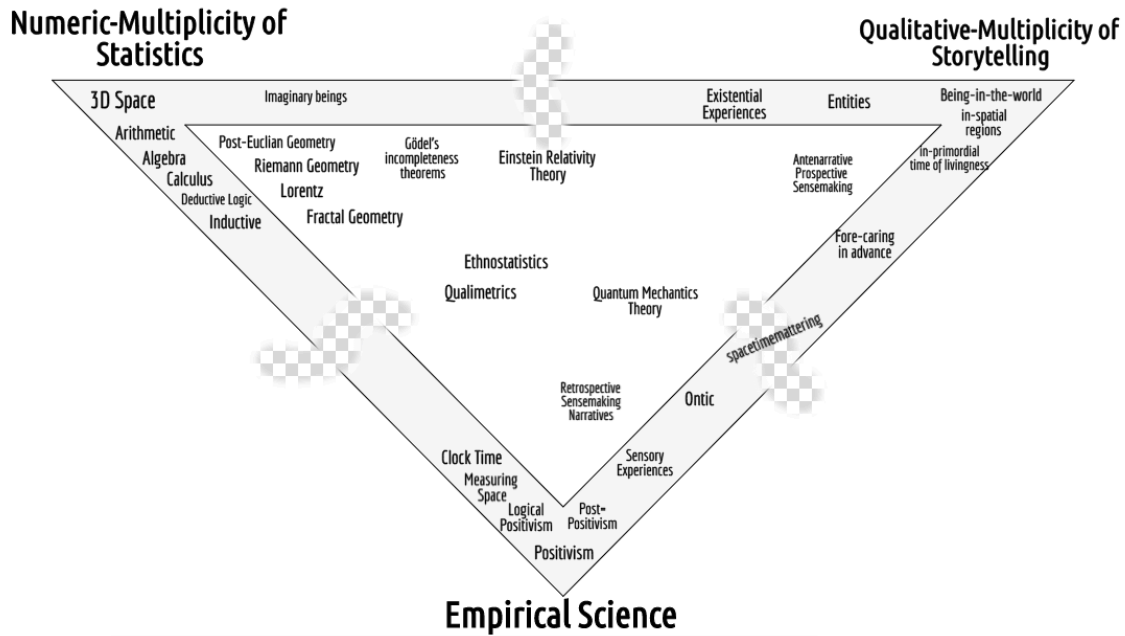 Numeric-Multiplicity of
Statistics
Qualitative-Multiplicity of
Storytelling
3D Space
Imaginary beings
Existential
Experiences
Entities
Being-in-the-world
in-spatial
regions
in-primordial
time of livingness
Arithmetic
Algebra
Calculus
Deductive Logic
Inductive
Post-Euclian Geometry
Riemann Geometry
Lorentz
Fractal Geometry
Gödel's
incompleteness
theorems
Einstein Relativity
Theory
Antenarrative
Prospective
Sensemaking
Fore-caring
in advance
Ethnostatistics
Qualimetrics
Quantum Mechantics
Theory
spacetimemattering
Retrospective
Sensemaking
Narratives
Ontic
Clock Time
Measuring
Space
Logical
Positivism
Sensory
Experiences
Post-
Positivism
Positivism
Empirical Science